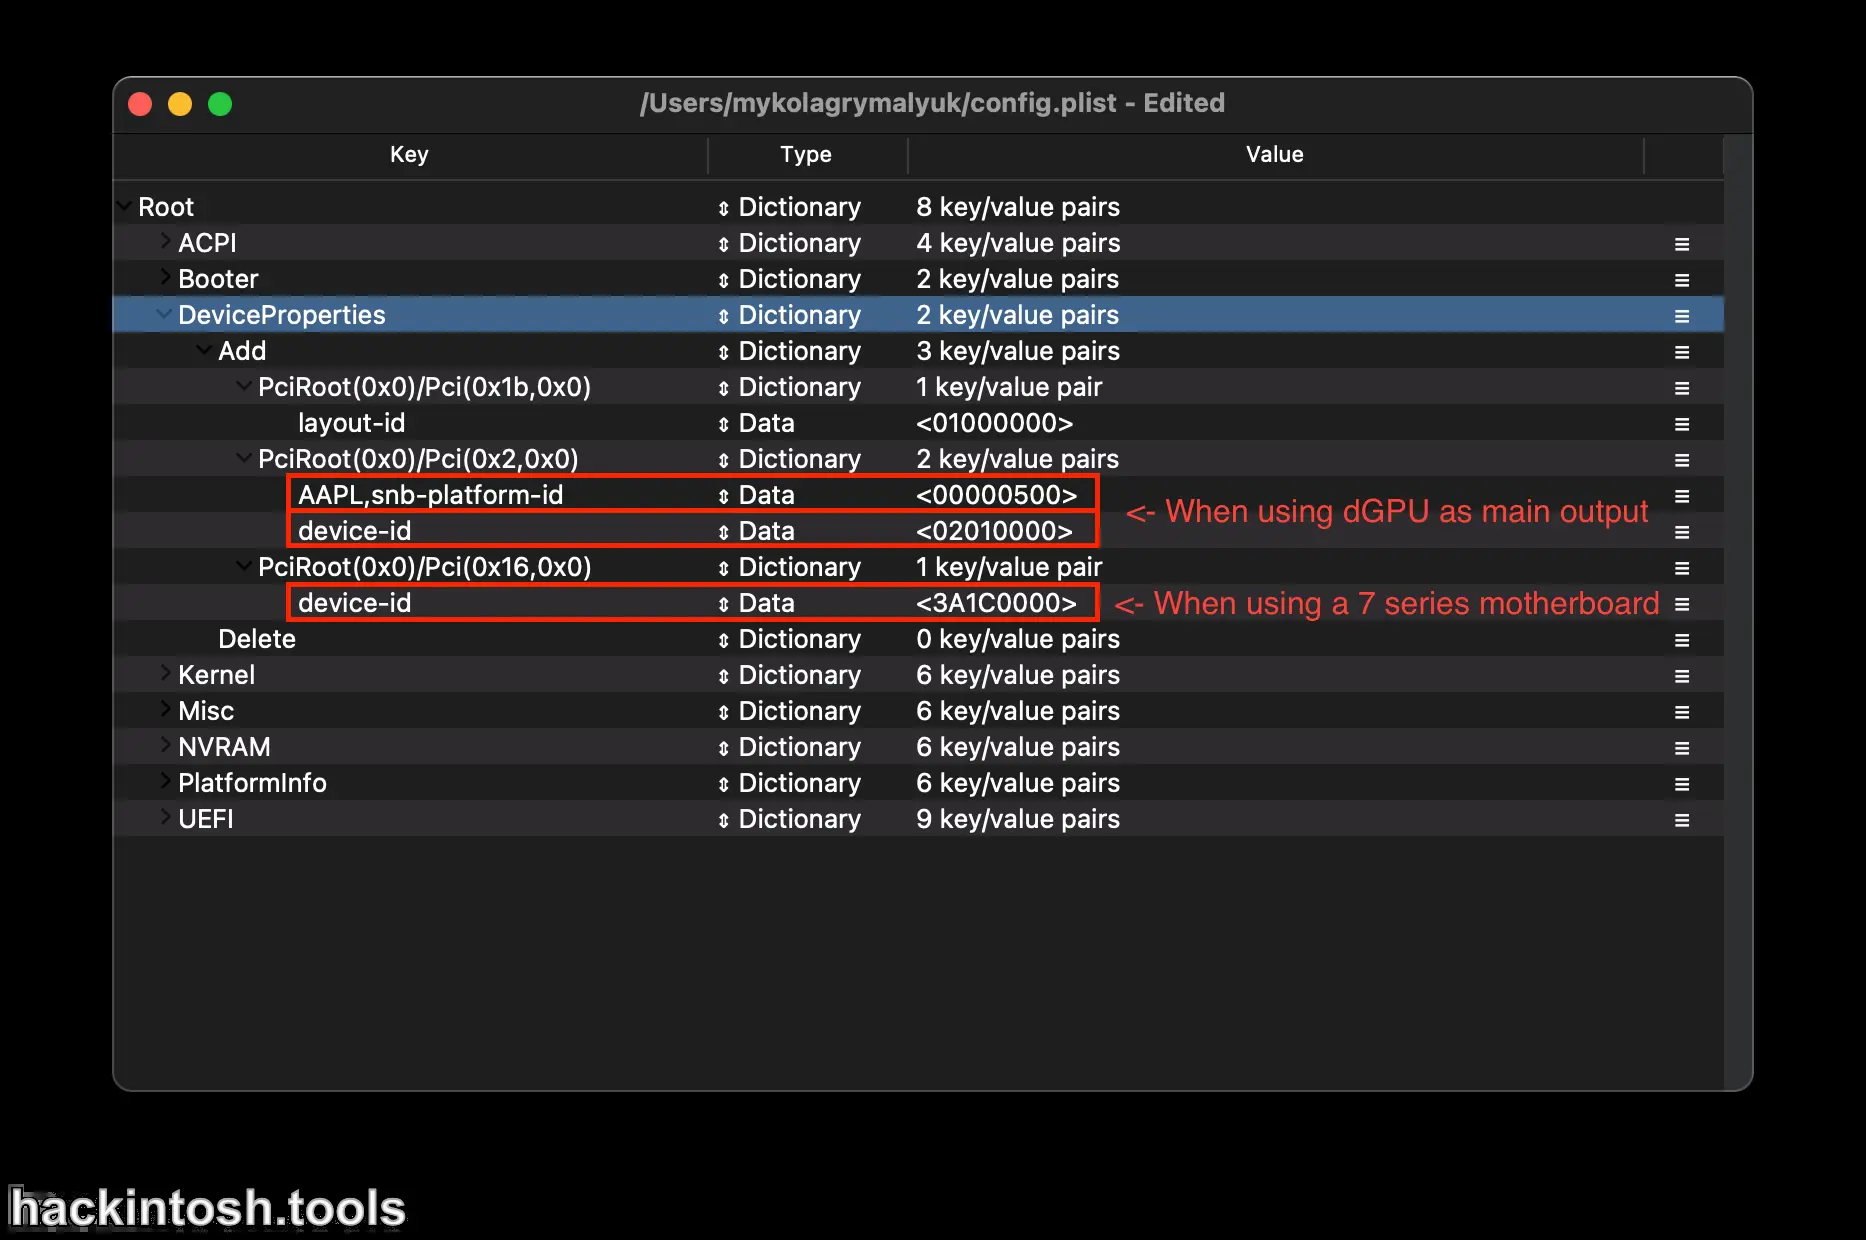 /Users/mykolagrymalyuk/config.plist - Edited
Key Type Value
Root Dictionary 8 key/value pairs
ACPI Dictionary 4 key/value pairs
Booter Dictionary 2 key/value pairs
DeviceProperties Dictionary 2 key/value pairs
Add Dictionary 3 key/value pairs
PciRoot(0x0)/Pci(0x1b,0x0) Dictionary 1 key/value pair
layout-id Data <01000000>
PciRoot(0x0)/Pci(0x2,0x0) Dictionary 2 key/value pairs
AAPL,snb-platform-id Data <00000500>
<- When using dGPU as main output
device-id Data <02010000>
PciRoot(0x0)/Pci(0x16,0x0) Dictionary 1 key/value pair
device-id Data <3A1C0000> <- When using a 7 series motherboard
Delete Dictionary 0 key/value pairs
Kernel Dictionary 6 key/value pairs
Misc Dictionary 6 key/value pairs
NVRAM Dictionary 6 key/value pairs
PlatformInfo Dictionary 6 key/value pairs
UEFI Dictionary 9 key/value pairs
hackintosh.tools